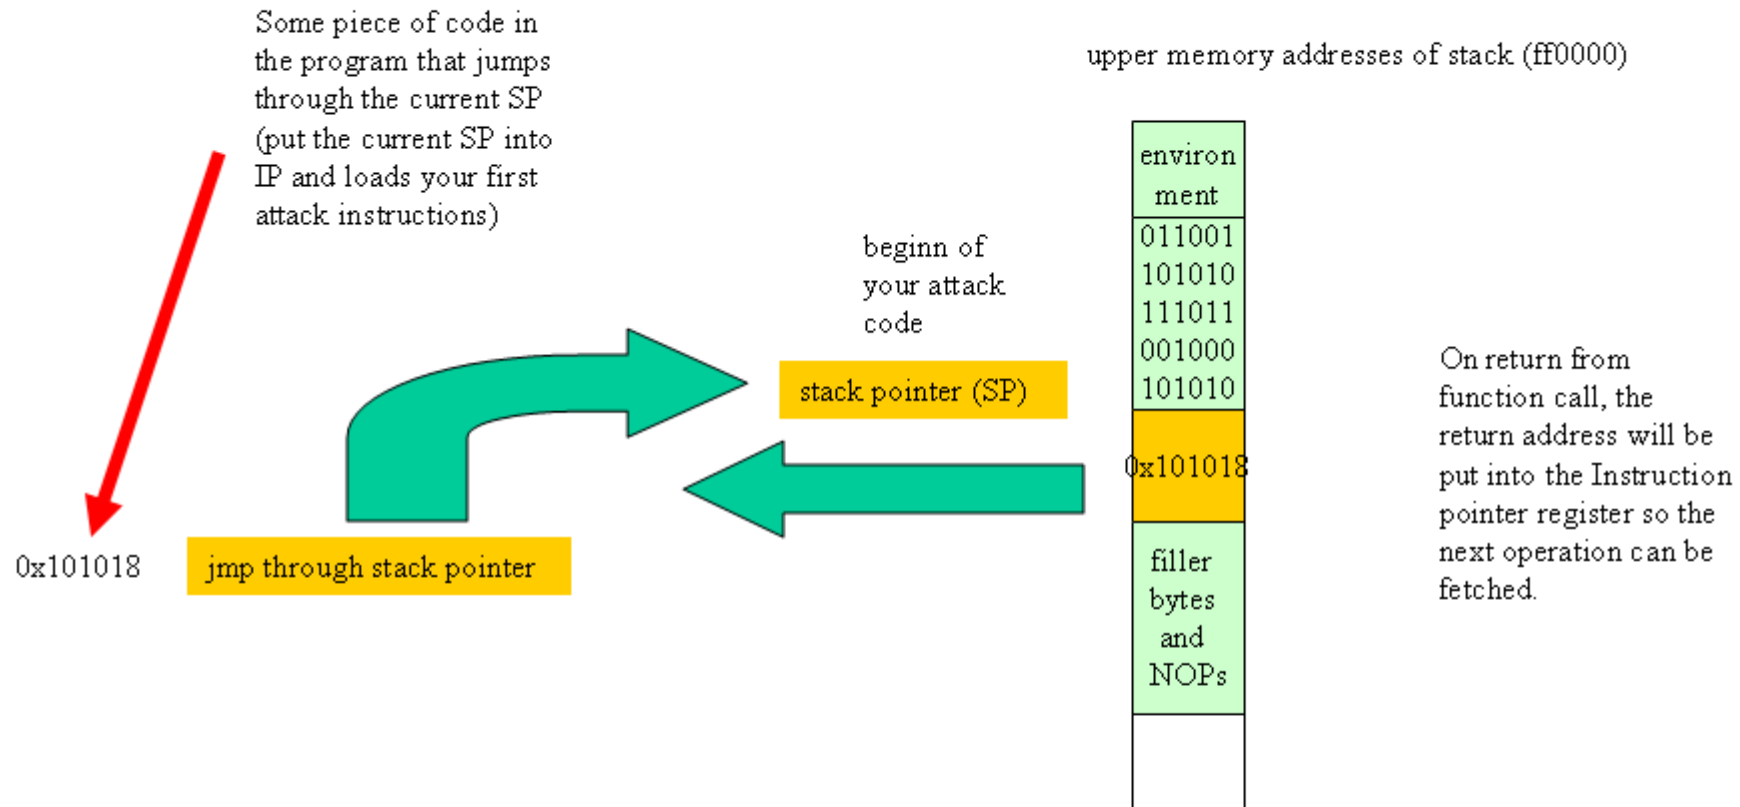 Some piece of code in
the program that jumps
through the current SP
(put the current SP into
IP and loads your first
attack instructions)
upper memory addresses of stack (ff0000)
environ
ment
011001
101010
111011
001000
101010
beginn of
your attack
code
stack pointer (SP)
0x101018
On return from
function call, the
return address will be
put into the Instruction
pointer register so the
next operation can be
fetched.
0x101018
jmp through stack pointer
filler
bytes
and
NOPs